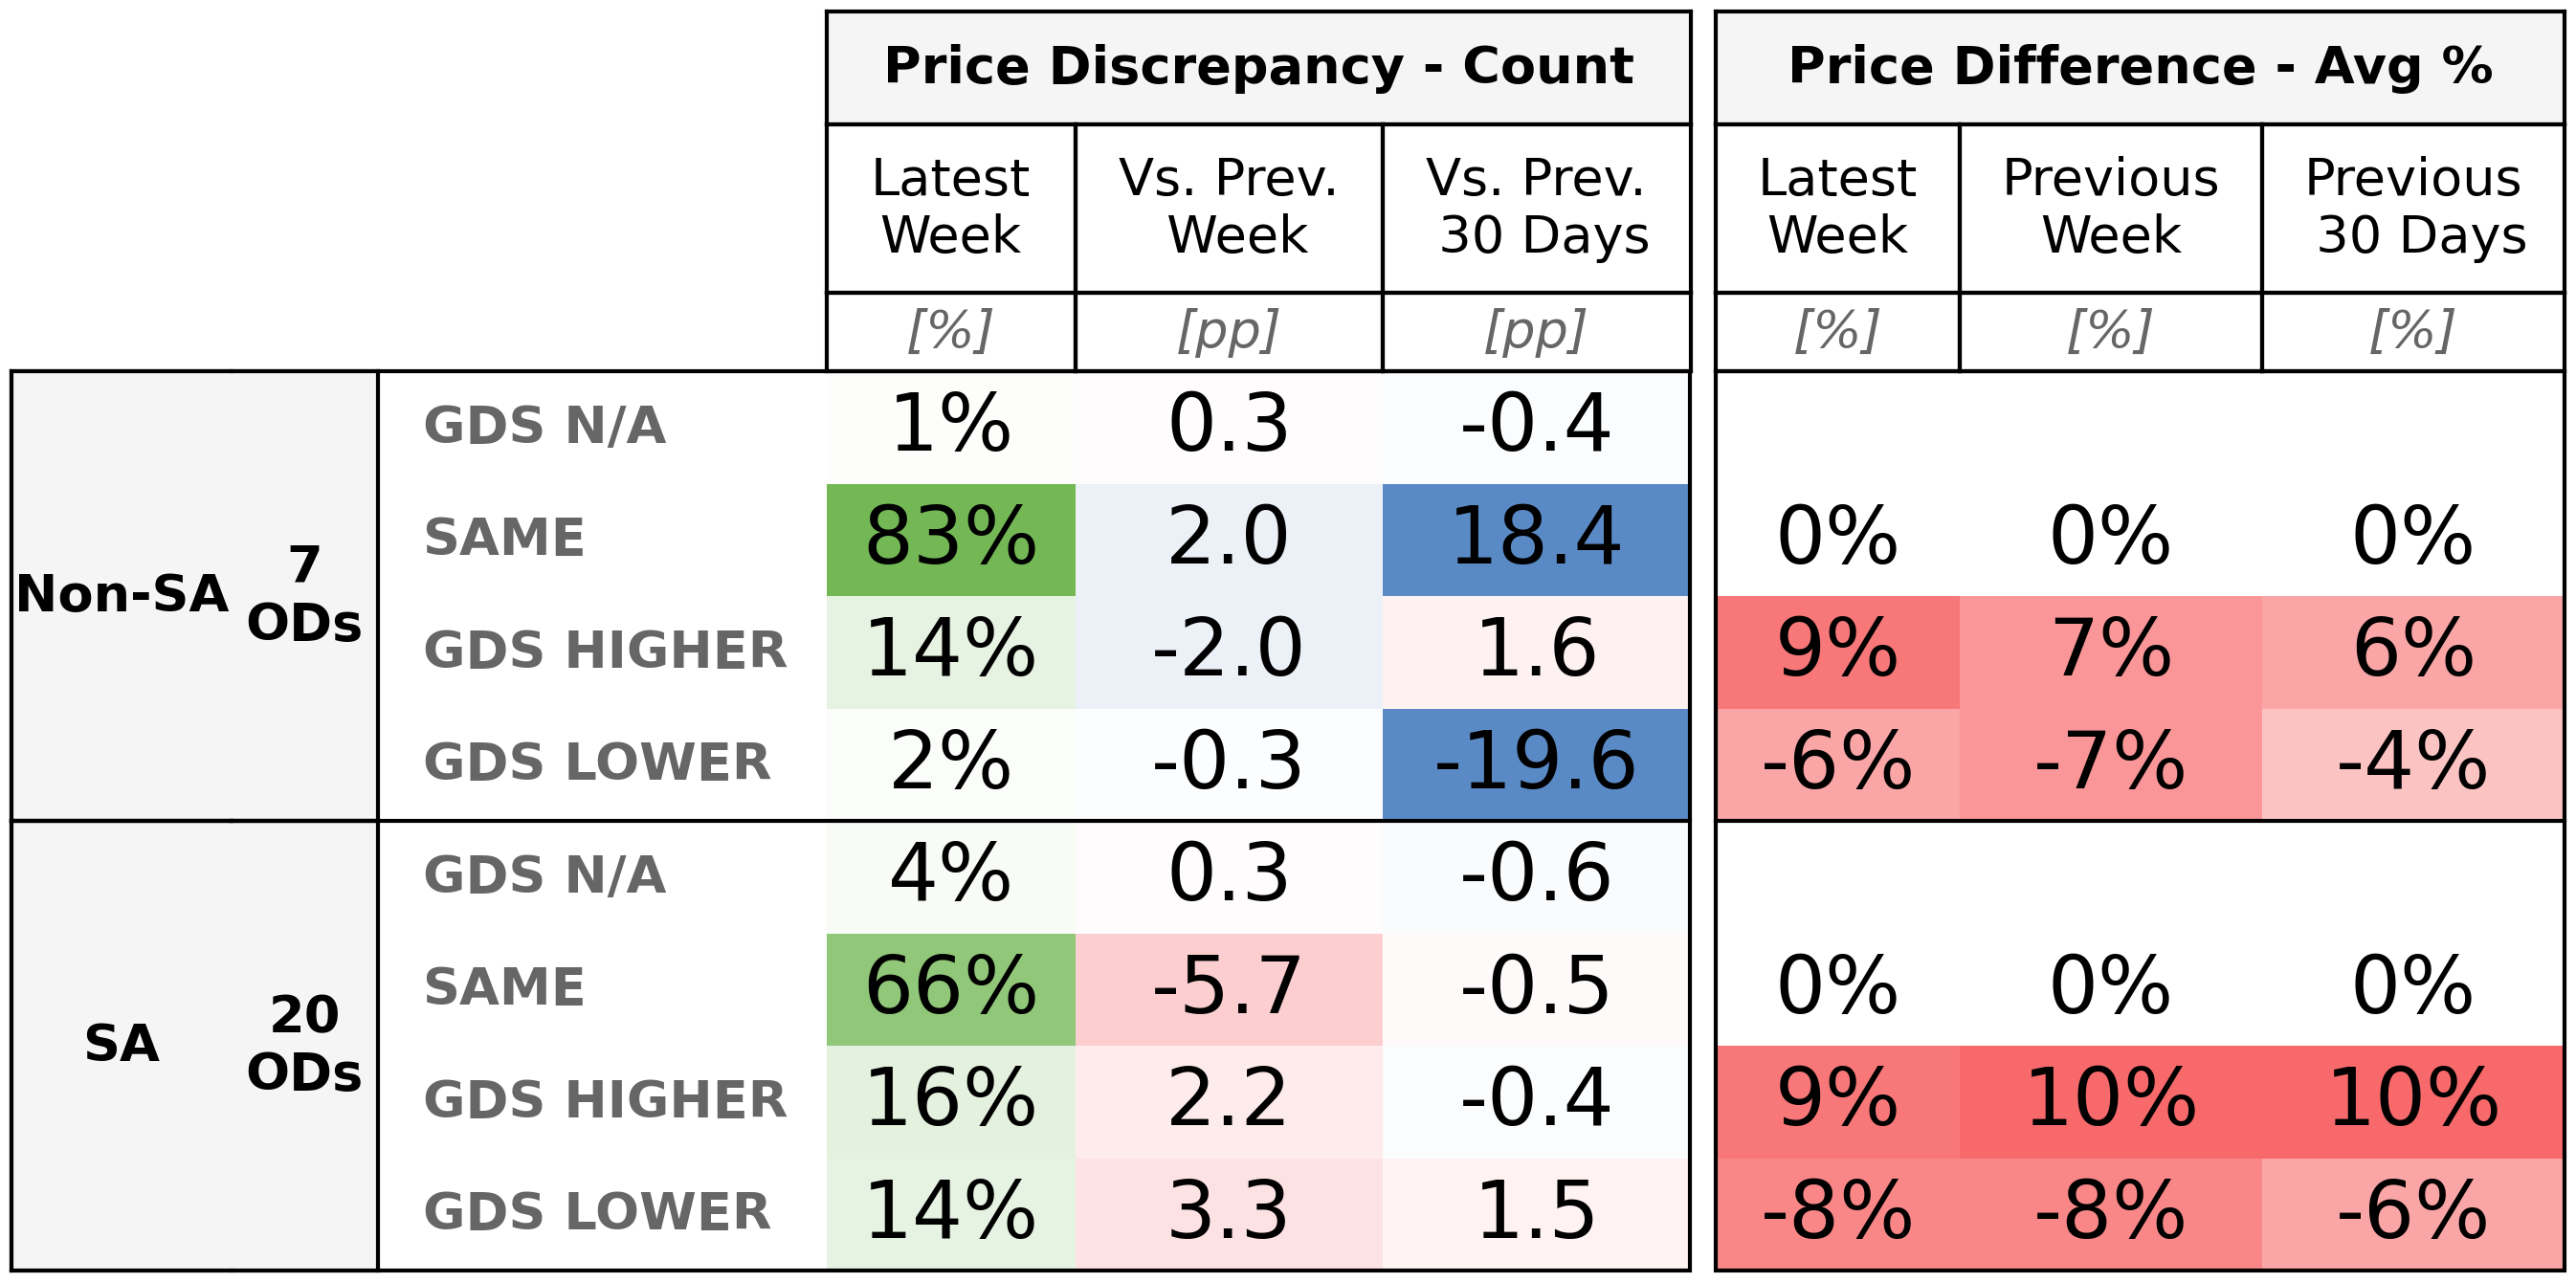 Price Discrepancy - Count Price Difference - Avg %
Latest Week Vs. Prev. Week Vs. Prev. 30 Days Latest Week Previous Week Previous 30 Days
[%] [pp] [pp] [%] [%] [%]
Non-SA 7 ODs
GDS N/A 1% 0.3 -0.4
SAME 83% 2.0 18.4 0% 0% 0%
GDS HIGHER 14% -2.0 1.6 9% 7% 6%
GDS LOWER 2% -0.3 -19.6 -6% -7% -4%
SA 20 ODs
GDS N/A 4% 0.3 -0.6
SAME 66% -5.7 -0.5 0% 0% 0%
GDS HIGHER 16% 2.2 -0.4 9% 10% 10%
GDS LOWER 14% 3.3 1.5 -8% -8% -6%